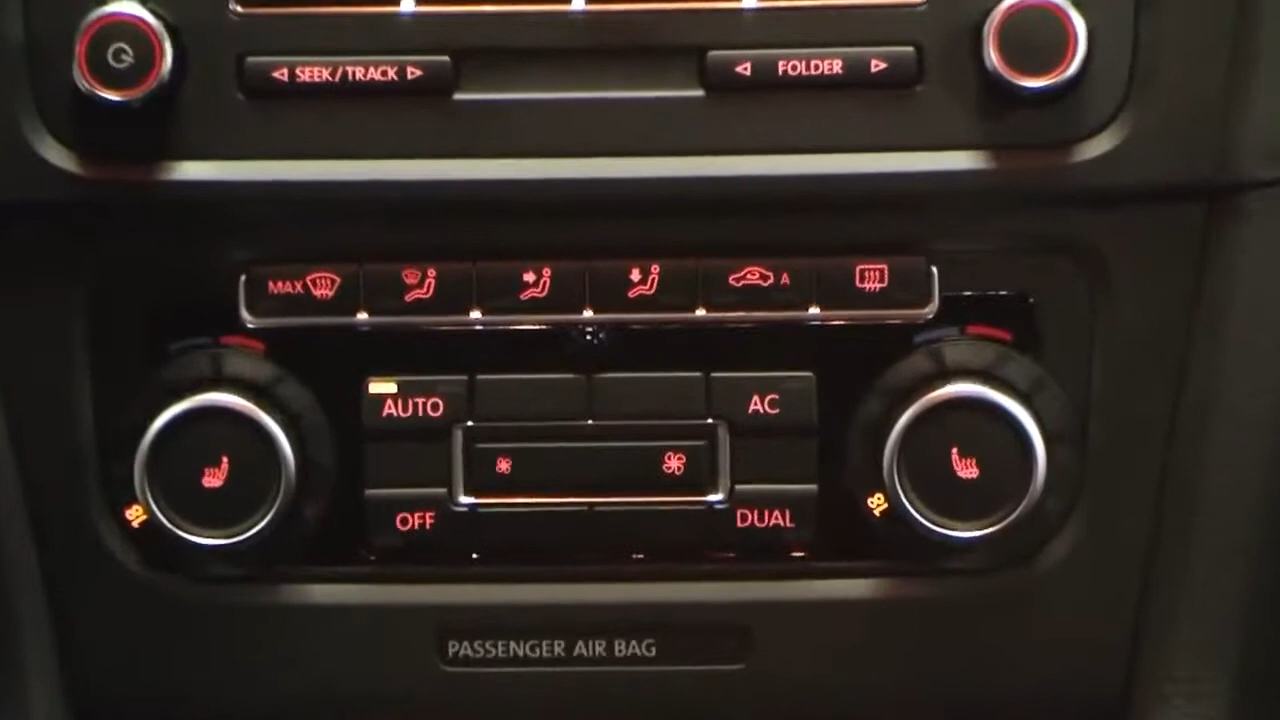 SEEK/TRACK
FOLDER
MAX
A
AUTO
AC
OFF
DUAL
18
18
PASSENGER AIR BAG